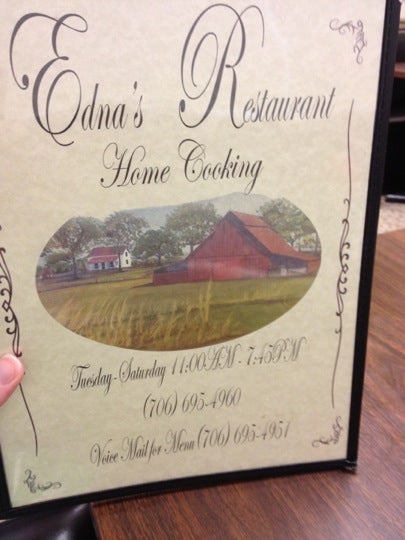 Edna's Restaurant
Home Cooking
Tuesday-Saturday 11:00AM - 7:45PM
(706) 695-4960
Voice Mail for Menu (706) 695-4951